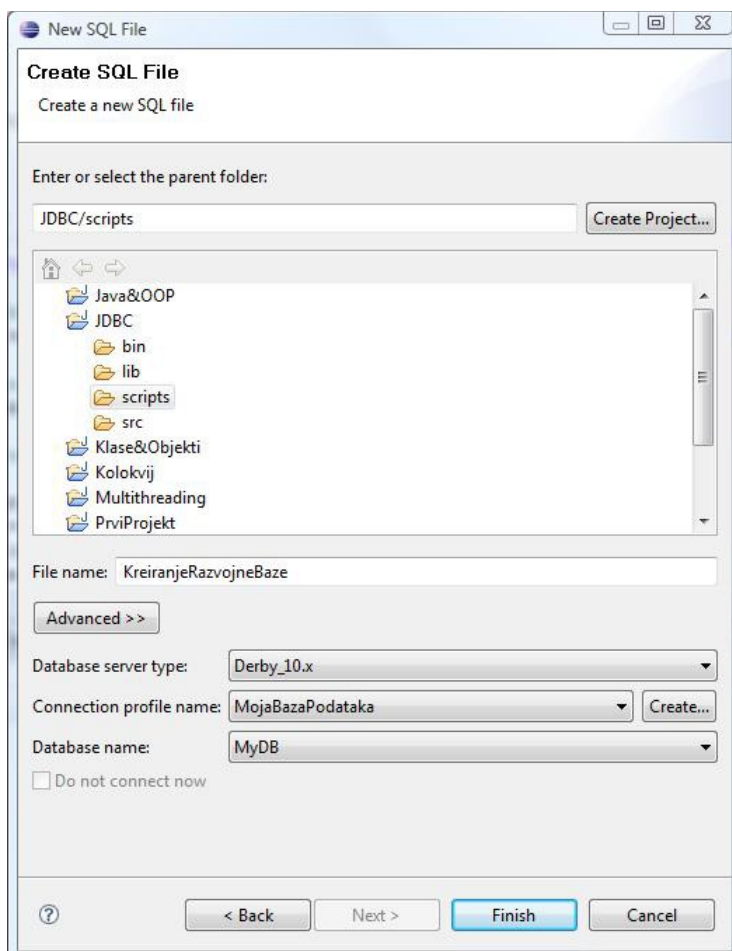 New SQL File
Create SQL File
Create a new SQL file
Enter or select the parent folder:
JDBC/scripts
Create Project...
Java&OOP
JDBC
bin
lib
scripts
src
Klase&Objekti
Kolokvij
Multithreading
PrviProjekt
File name: KreiranjeRazvojneBaze
Advanced >>
Database server type: Derby_10.x
Connection profile name: MojaBazaPodataka Create...
Database name: MyDB
Do not connect now
< Back Next > Finish Cancel